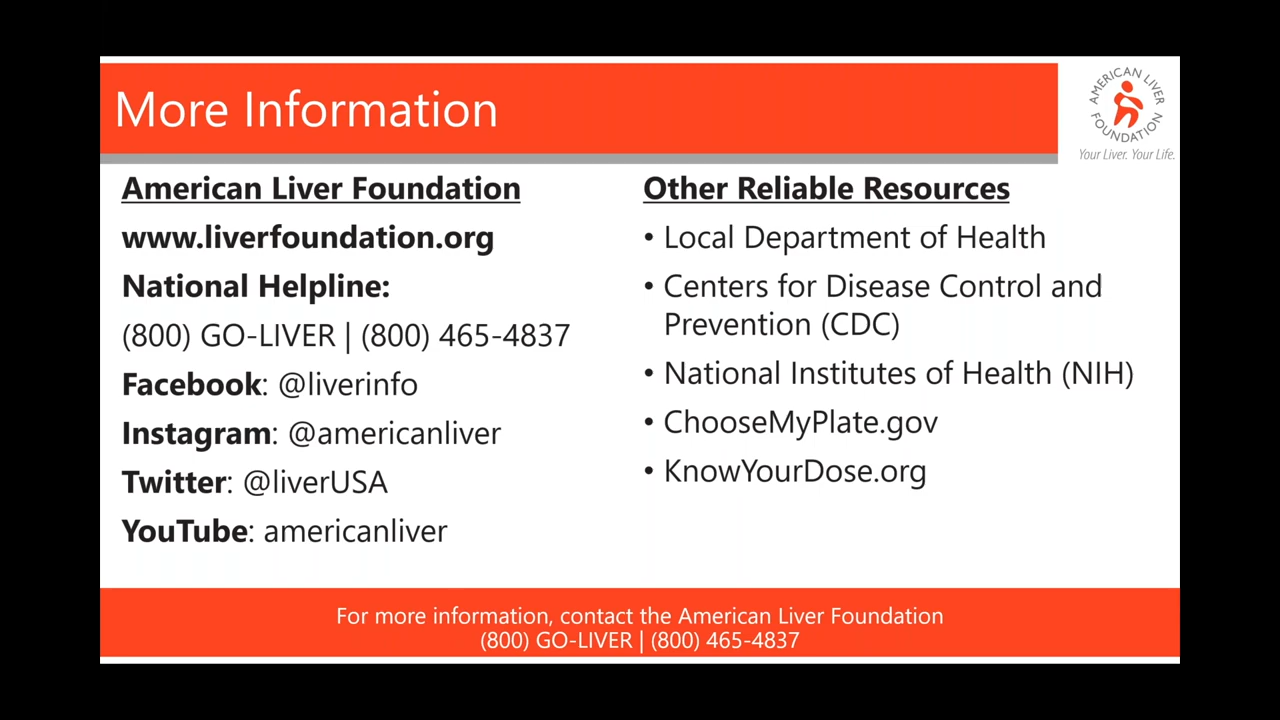 More Information
AMERICAN LIVER
FOUNDATION
Your Liver. Your Life.
American Liver Foundation
www.liverfoundation.org
National Helpline:
(800) GO-LIVER | (800) 465-4837
Facebook: @liverinfo
Instagram: @americanliver
Twitter: @liverUSA
YouTube: americanliver
Other Reliable Resources
• Local Department of Health
• Centers for Disease Control and
Prevention (CDC)
• National Institutes of Health (NIH)
• ChooseMyPlate.gov
• KnowYourDose.org
For more information, contact the American Liver Foundation
(800) GO-LIVER | (800) 465-4837